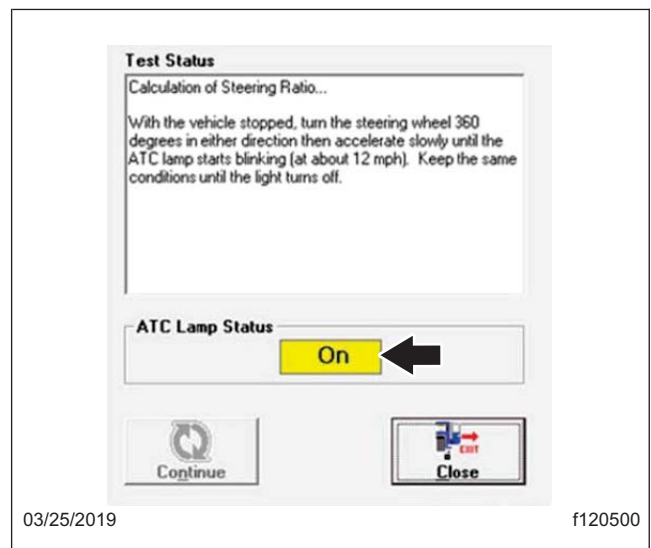 Test Status
Calculation of Steering Ratio...
With the vehicle stopped, turn the steering wheel 360
degrees in either direction then accelerate slowly until the
ATC lamp starts blinking (at about 12 mph). Keep the same
conditions until the light turns off.
ATC Lamp Status
On
EXIT
Continue
Close
03/25/2019
f120500